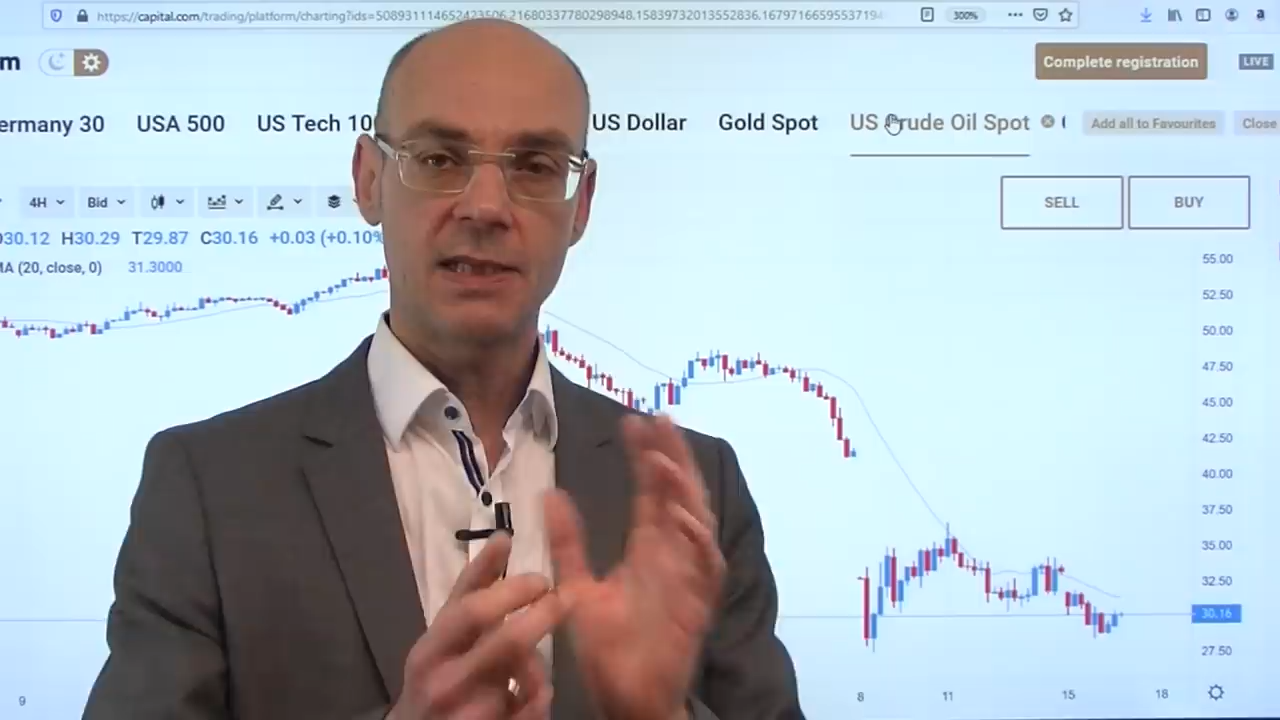 https://capital.com/trading/platform/charting?ids=
300%
m
Complete registration
LIVE
ermany 30
USA 500
US Tech 10
US Dollar
Gold Spot
US Crude Oil Spot
Add all to Favourites
Close
4H
Bid
SELL
BUY
O30.12 H30.29 T29.87 C30.16 +0.03 (+0.10%
MA (20, close, 0) 31.3000
55.00
52.50
50.00
47.50
45.00
42.50
40.00
37.50
35.00
32.50
30.16
27.50
9
8
11
15
18